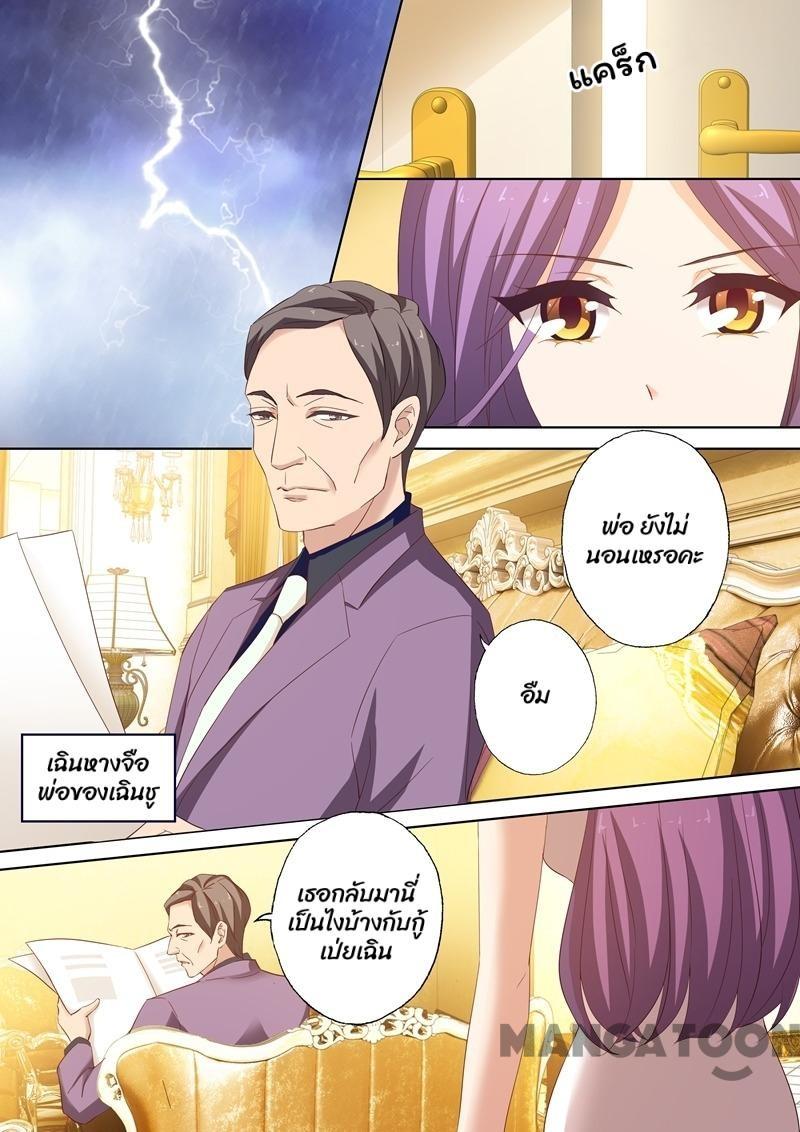 แคร็ก
พ่อ ยังไม่
นอนเหรอคะ
อืม
เฉินหางจือ
พ่อของเฉินชู
เธอกลับมานี่
เป็นไงบ้างกับกู้
เป่ยเฉิน
MANGATOON